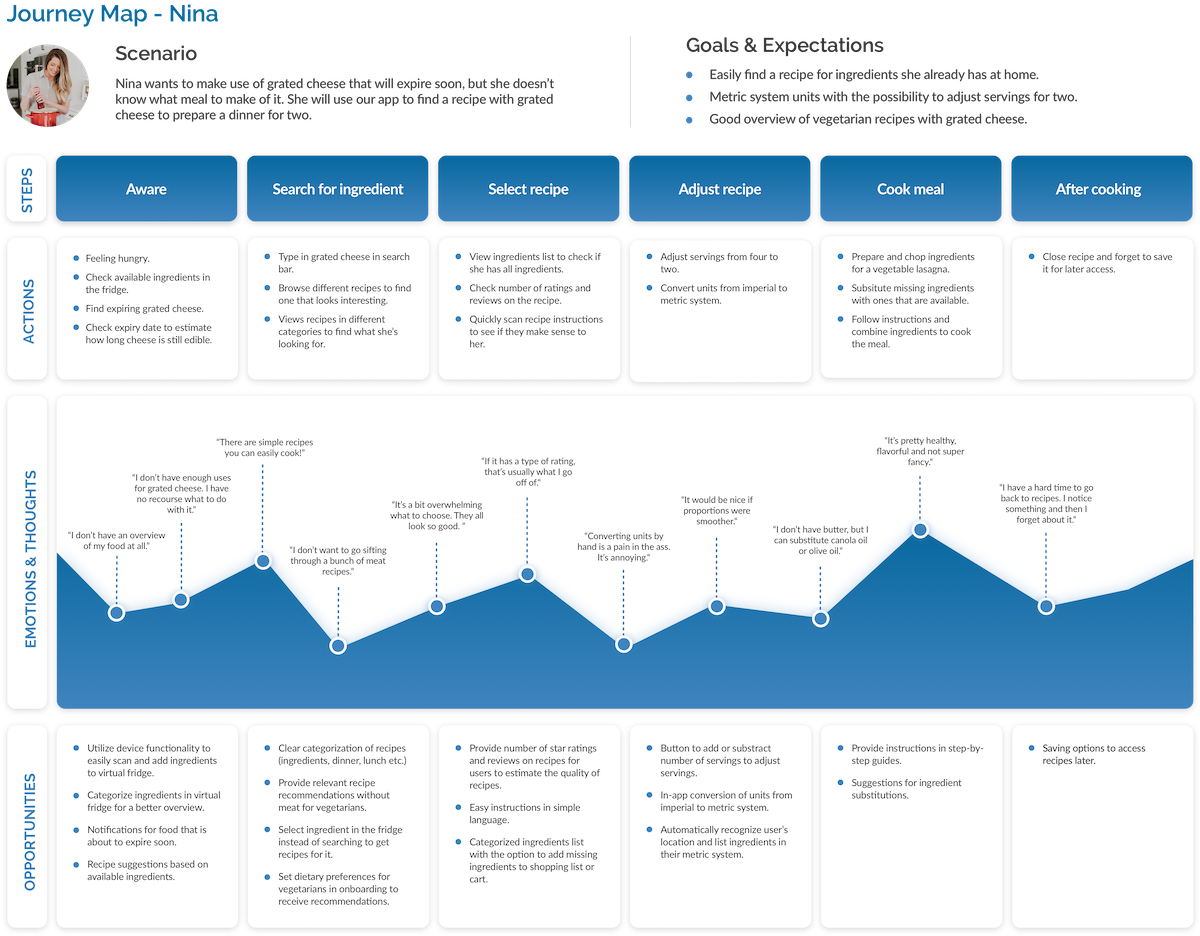 Journey Map - Nina
Scenario
Nina wants to make use of grated cheese that will expire soon, but she doesn't
know what meal to make of it. She will use our app to find a recipe with grated
cheese to prepare a dinner for two.
Goals & Expectations
Easily find a recipe for ingredients she already has at home.
Metric system units with the possibility to adjust servings for two.
Good overview of vegetarian recipes with grated cheese.
STEPS
Aware
Search for ingredient
Select recipe
Adjust recipe
Cook meal
After cooking
ACTIONS
Feeling hungry.
Check available ingredients in
the fridge.
Find expiring grated cheese.
Check expiry date to estimate
how long cheese is still edible.
Type in grated cheese in search
bar.
Browse different recipes to find
one that looks interesting.
Views recipes in different
categories to find what she's
looking for.
View ingredients list to check if
she has all ingredients.
Check number of ratings and
reviews on the recipe.
Quickly scan recipe instructions
to see if they make sense to
her.
Adjust servings from four to
two.
Convert units from imperial to
metric system.
Prepare and chop ingredients
for a vegetable lasagna.
Subsitute missing ingredients
with ones that are available.
Follow instructions and
combine ingredients to cook
the meal.
Close recipe and forget to save
it for later access.
EMOTIONS & THOUGHTS
"I don't have an overview
of my food at all."
"I don't have enough uses
for grated cheese. I have
no recourse what to do
with it."
"There are simple recipes
you can easily cook!"
"I don't want to go sifting
through a bunch of meat
recipes."
"It's a bit overwhelming
what to choose. They all
look so good. "
"If it has a type of rating,
that's usually what I go
off of."
"Converting units by
hand is a pain in the ass.
It's annoying."
"It would be nice if
proportions were
smoother."
"I don't have butter, but I
can substitute canola oil
or olive oil."
"It's pretty healthy,
flavorful and not super
fancy."
"I have a hard time to go
back to recipes. I notice
something and then I
forget about it."
OPPORTUNITIES
Utilize device functionality to
easily scan and add ingredients
to virtual fridge.
Categorize ingredients in virtual
fridge for a better overview.
Notifications for food that is
about to expire soon.
Recipe suggestions based on
available ingredients.
Clear categorization of recipes
(ingredients, dinner, lunch etc.)
Provide relevant recipe
recommendations without
meat for vegetarians.
Select ingredient in the fridge
instead of searching to get
recipes for it.
Set dietary preferences for
vegetarians in onboarding to
receive recommendations.
Provide number of star ratings
and reviews on recipes for
users to estimate the quality of
recipes.
Easy instructions in simple
language.
Categorized ingredients list
with the option to add missing
ingredients to shopping list or
cart.
Button to add or substract
number of servings to adjust
servings.
In-app conversion of units from
imperial to metric system.
Automatically recognize user's
location and list ingredients in
their metric system.
Provide instructions in step-by-
step guides.
Suggestions for ingredient
substitutions.
Saving options to access
recipes later.